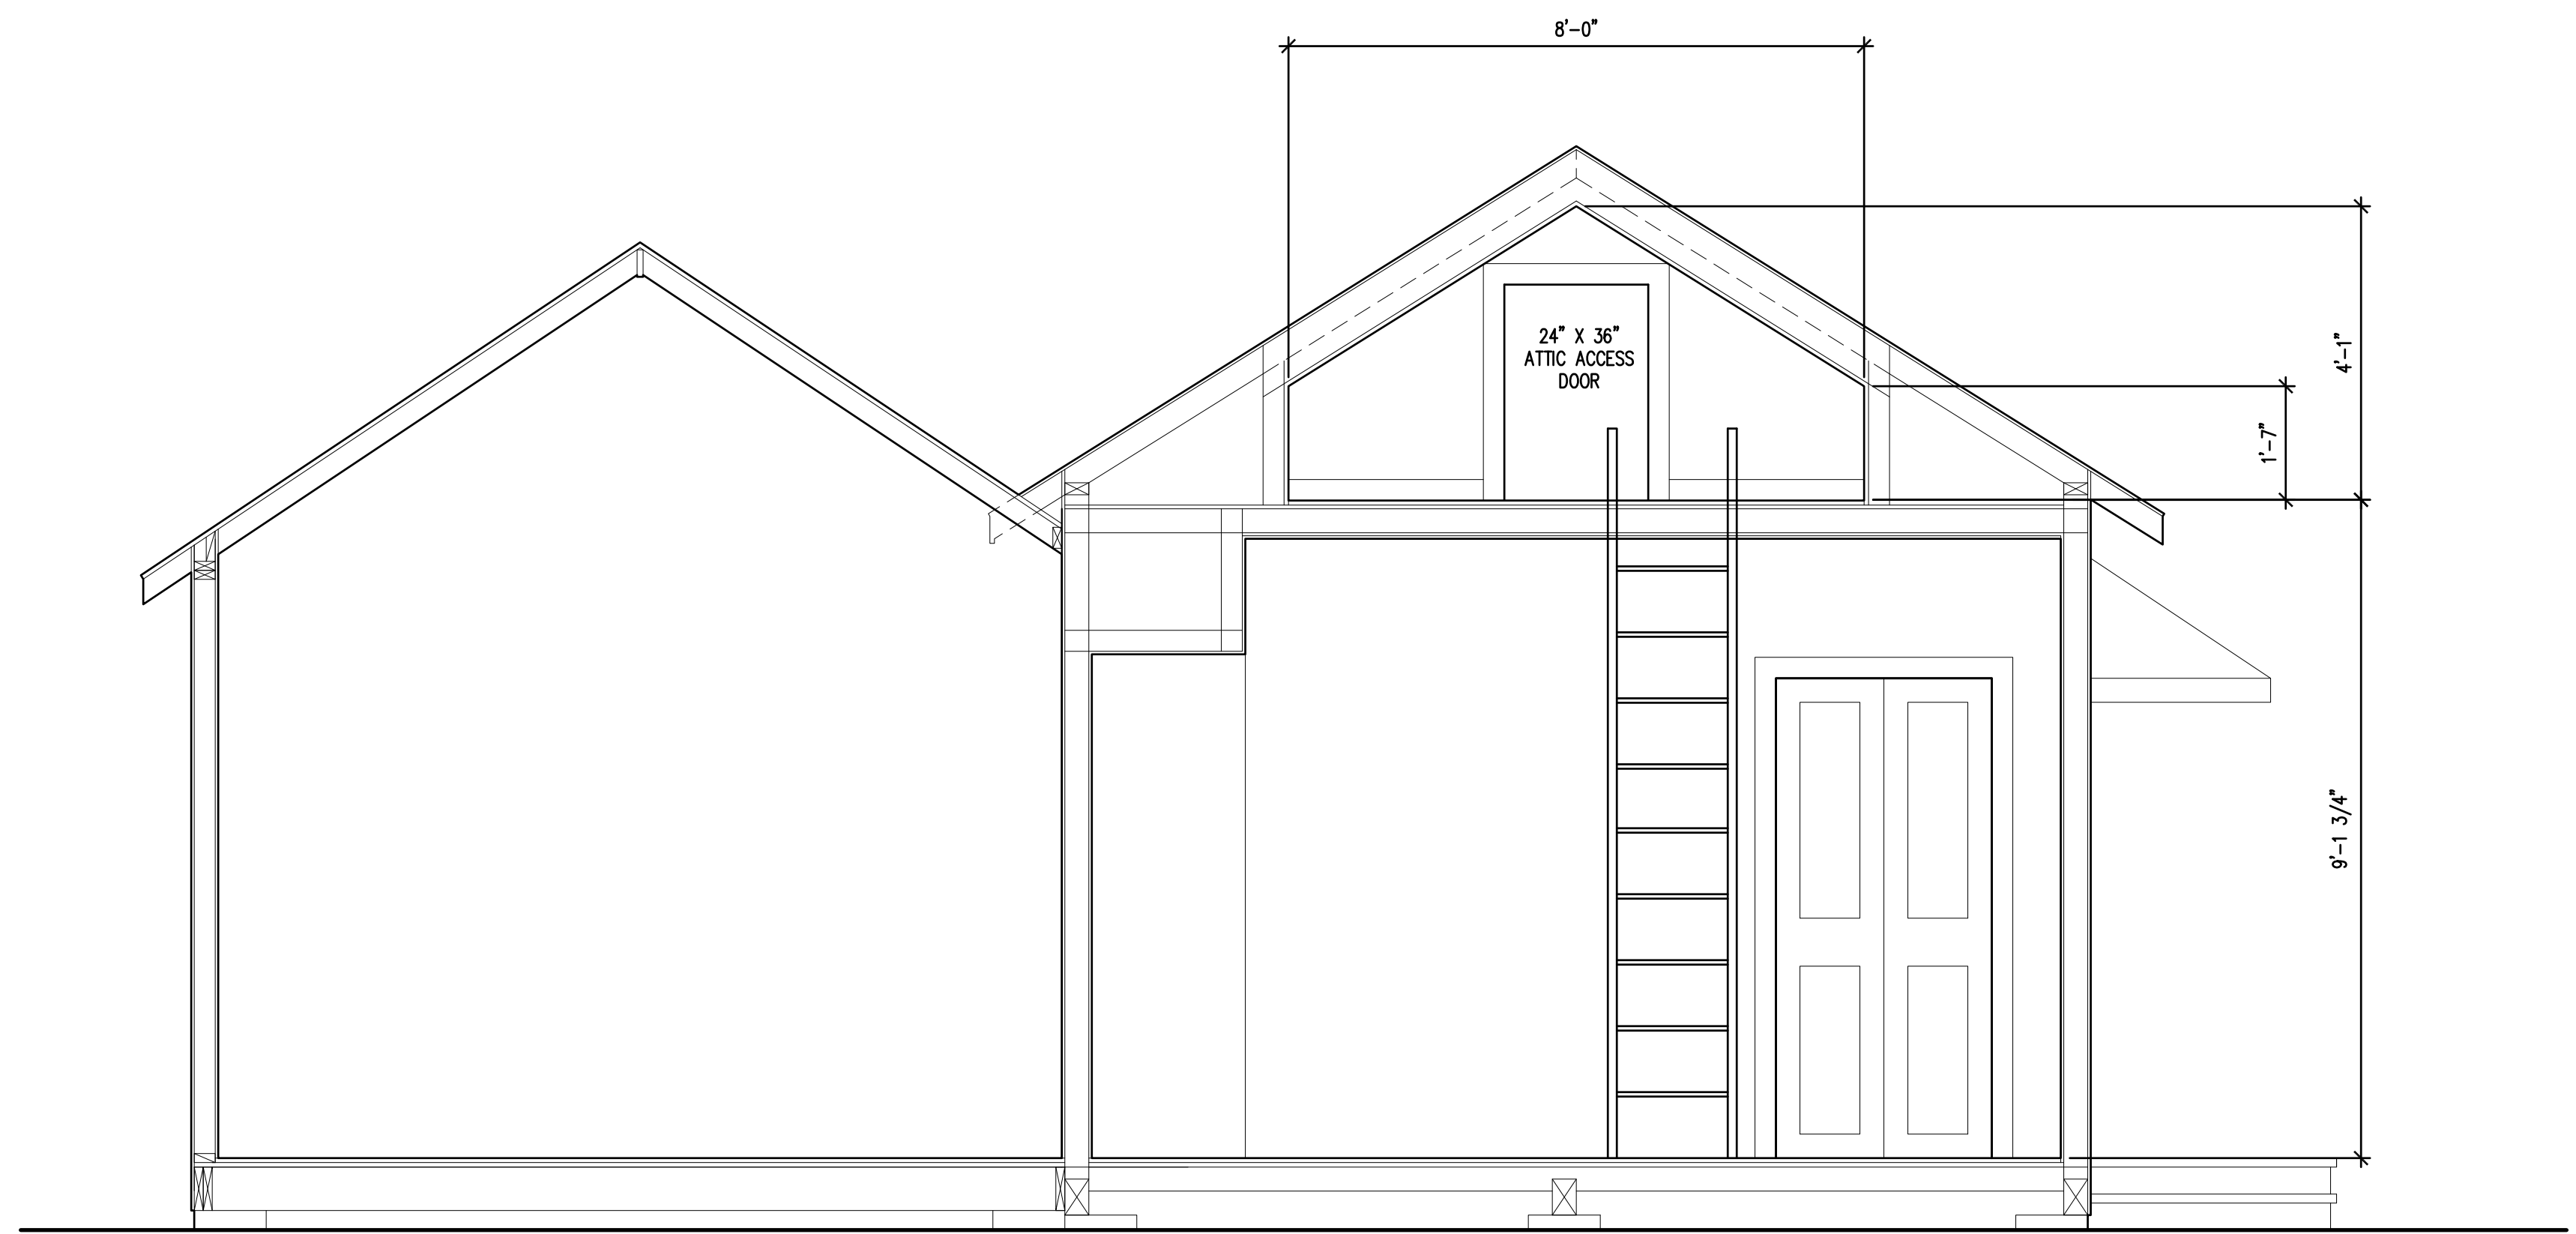 8'-0"
24" X 36"
ATTIC ACCESS
DOOR
4'-1"
1'-7"
9'-1 3/4"